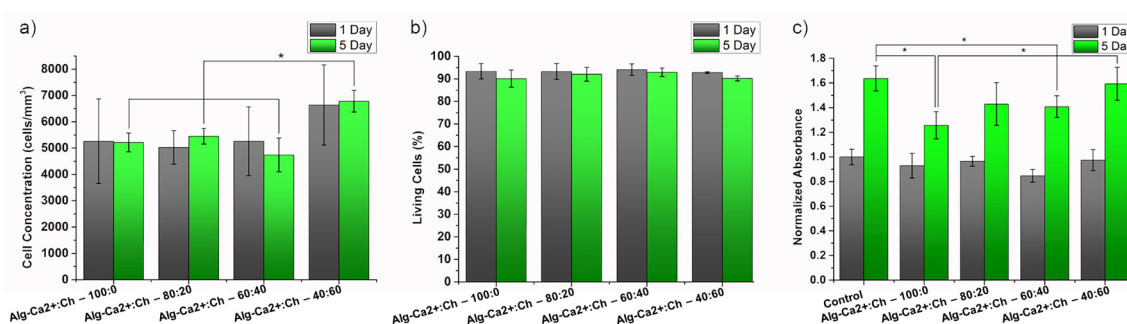 a)
1 Day
5 Day
*
Cell Concentration (cells/mm³)
8000
7000
6000
5000
4000
3000
2000
1000
0
Alg-Ca2+:Ch – 100:0
Alg-Ca2+:Ch – 80:20
Alg-Ca2+:Ch – 60:40
Alg-Ca2+:Ch – 40:60
b)
1 Day
5 Day
Living Cells (%)
100
90
80
70
60
50
40
30
20
10
0
Alg-Ca2+:Ch – 100:0
Alg-Ca2+:Ch – 80:20
Alg-Ca2+:Ch – 60:40
Alg-Ca2+:Ch – 40:60
c)
1 Day
5 Day
*
*
*
Normalized Absorbance
1.8
1.6
1.4
1.2
1.0
0.8
0.6
0.4
0.2
0.0
Control
Alg-Ca2+:Ch – 100:0
Alg-Ca2+:Ch – 80:20
Alg-Ca2+:Ch – 60:40
Alg-Ca2+:Ch – 40:60